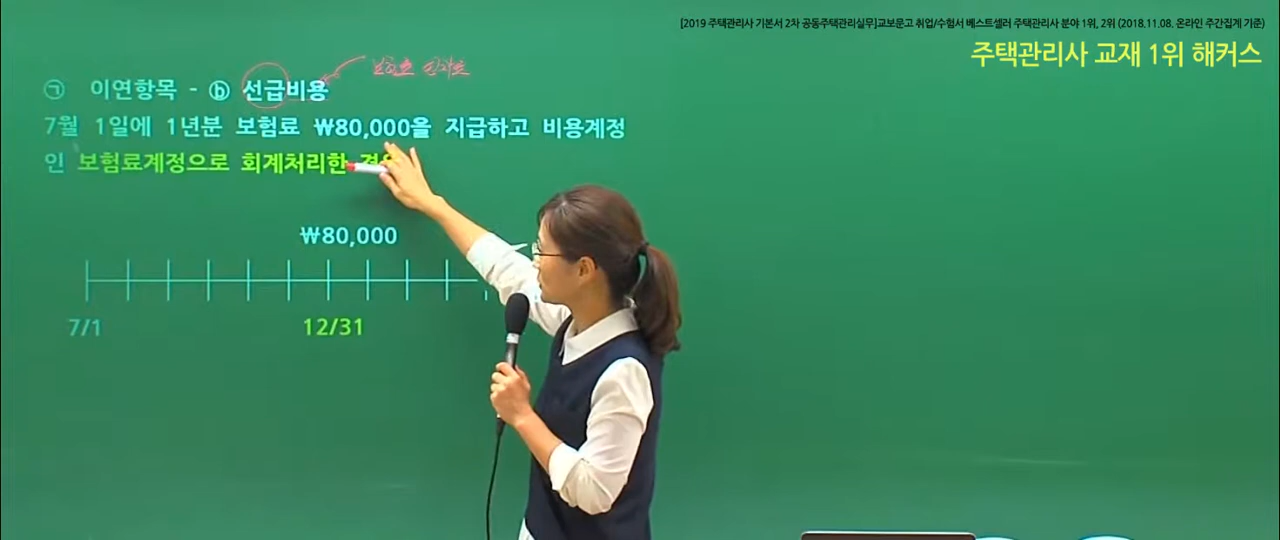 [2019 주택관리사 기본서 2차 공동주택관리실무]교보문고 취업/수험서 베스트셀러 주택관리사 분야 1위, 2위 (2018.11.08. 온라인 주간집계 기준)
주택관리사 교재 1위 해커스
㉠ 이연항목 - ⓑ 선급비용
7월 1일에 1년분 보험료 ₩80,000을 지급하고 비용계정
인 보험료계정으로 회계처리한
₩80,000
7/1
12/31